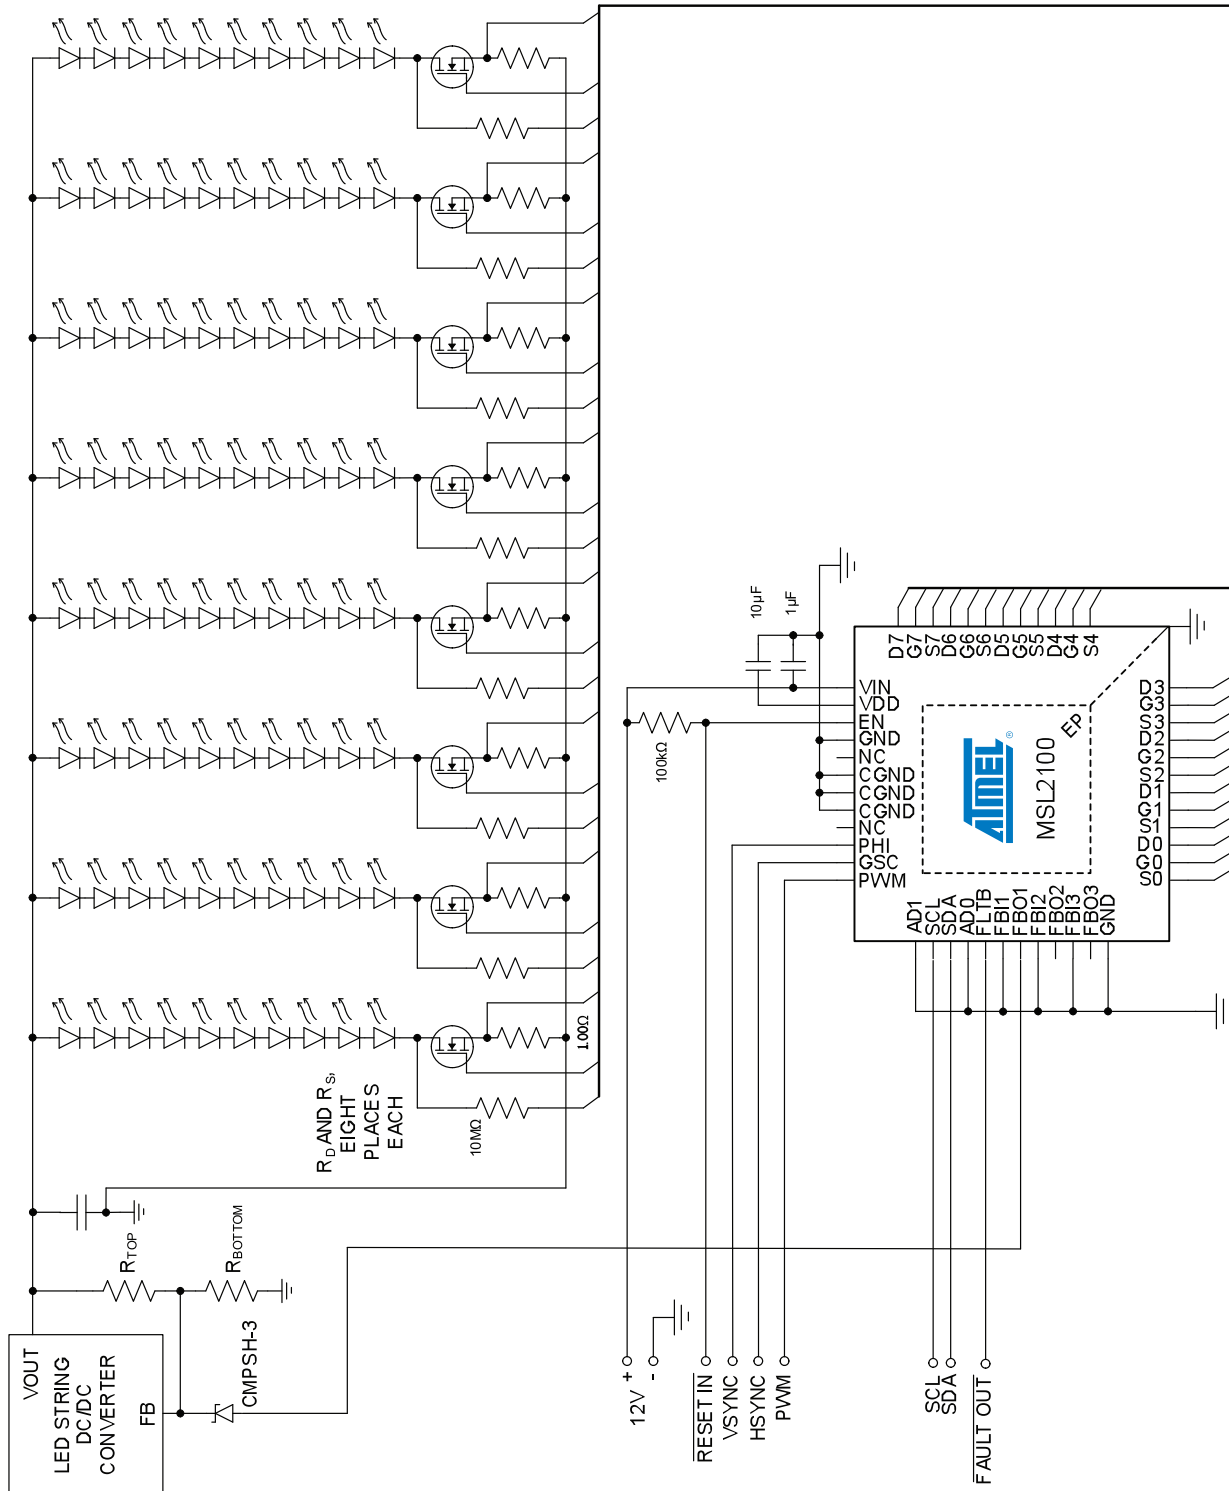 VOUT
LED STRING
DC/DC
CONVERTER
FB
CMPSH-3
RTOP
RBOTTOM
RD AND RS,
EIGHT
PLACES
EACH
10MΩ
1.00Ω
12V + -
RESET IN
VSYNC
HSYNC
PWM
SCL
SDA
FAULT OUT
100kΩ
10µF
1µF
VIN
VDD
EN
GND
NC
CGND
CGND
CGND
NC
PHI
GSC
PWM
AD1
SCL
SDA
AD0
FLTB
FBI1
FBO1
FBI2
FBO2
FBI3
FBO3
GND
D7
G7
S7
D6
G6
S6
D5
G5
S5
D4
G4
S4
D3
G3
S3
D2
G2
S2
D1
G1
S1
D0
G0
S0
EP
ATMEL®
MSL2100